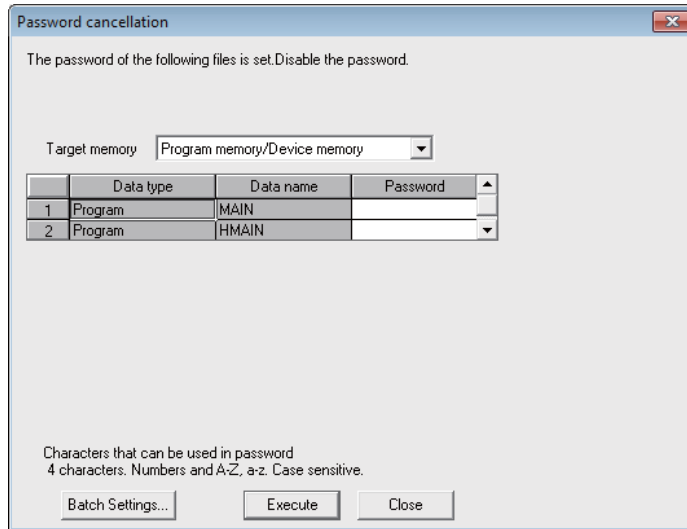 Password cancellation
The password of the following files is set.Disable the password.
Target memory Program memory/Device memory
Data type Data name Password
1 Program MAIN
2 Program HMAIN
Characters that can be used in password
4 characters. Numbers and A-Z, a-z. Case sensitive.
Batch Settings... Execute Close